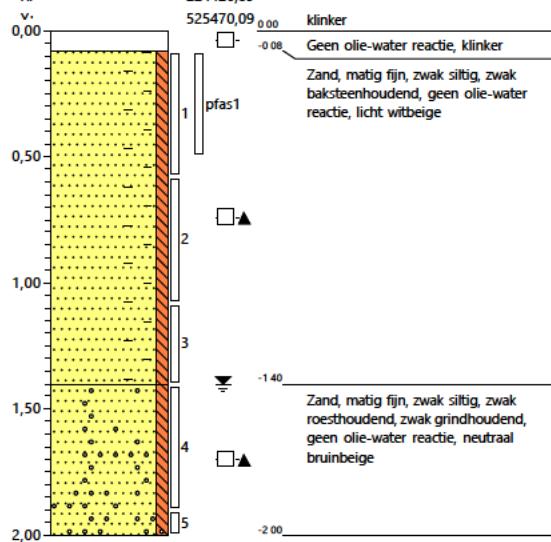 525470,09
0,00
0 00
klinker
-0 08
Geen olie-water reactie, klinker
Zand, matig fijn, zwak siltig, zwak
baksteenhoudend, geen olie-water
reactie, licht witbeige
1
pfas1
0,50
2
1,00
3
-1 40
1,50
Zand, matig fijn, zwak siltig, zwak
roesthoudend, zwak grindhoudend,
geen olie-water reactie, neutraal
bruinbeige
4
5
2,00
-2 00